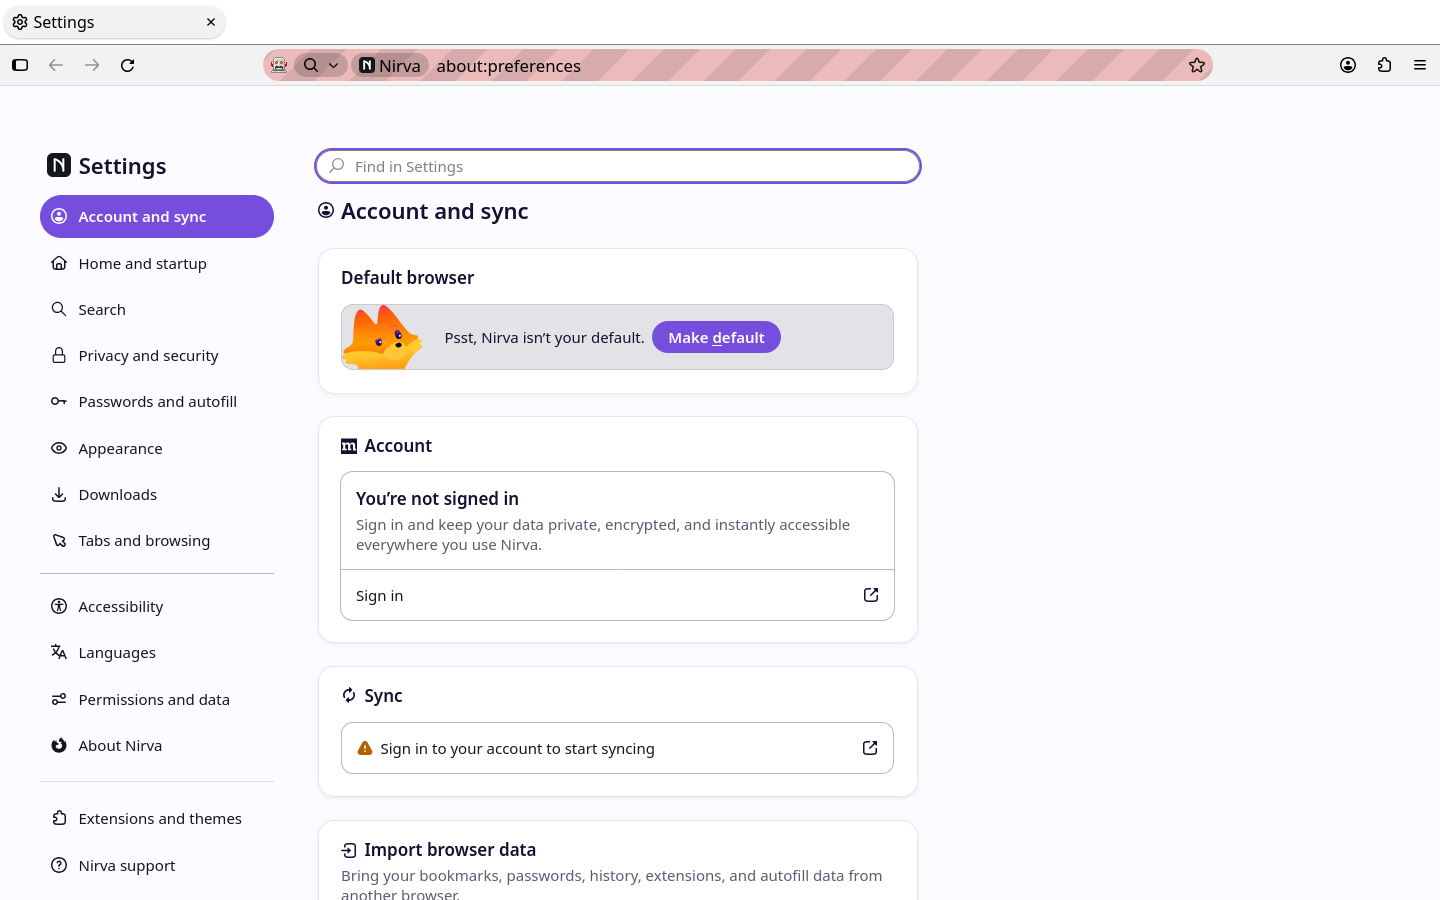 Settings
Nirva about:preferences
Settings
Find in Settings
Account and sync
Account and sync
Home and startup
Search
Privacy and security
Passwords and autofill
Appearance
Downloads
Tabs and browsing
Accessibility
Languages
Permissions and data
About Nirva
Extensions and themes
Nirva support
Default browser
Psst, Nirva isn’t your default. Make default
Account
You’re not signed in
Sign in and keep your data private, encrypted, and instantly accessible
everywhere you use Nirva.
Sign in
Sync
Sign in to your account to start syncing
Import browser data
Bring your bookmarks, passwords, history, extensions, and autofill data from
another browser.